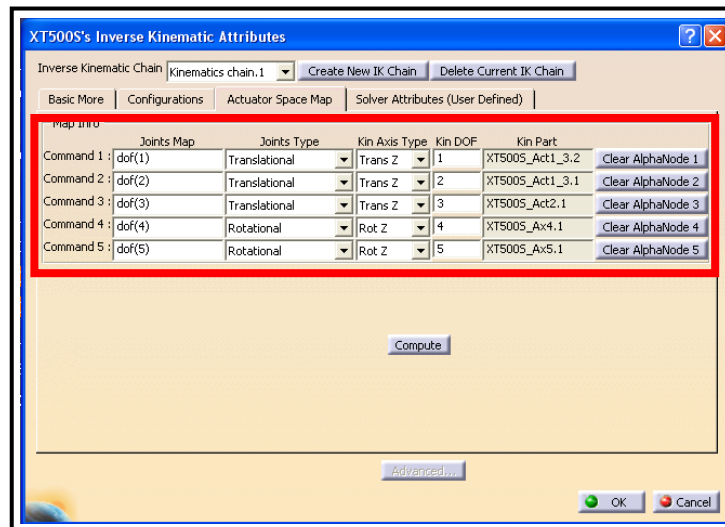 XT500S's Inverse Kinematic Attributes
Inverse Kinematic Chain Kinematics chain.1 Create New IK Chain Delete Current IK Chain
Basic More Configurations Actuator Space Map Solver Attributes (User Defined)
Map Info
Joints Map Joints Type Kin Axis Type Kin DOF Kin Part
Command 1 : dof(1) Translational Trans Z 1 XT500S_Act1_3.2 Clear AlphaNode 1
Command 2 : dof(2) Translational Trans Z 2 XT500S_Act1_3.1 Clear AlphaNode 2
Command 3 : dof(3) Translational Trans Z 3 XT500S_Act2.1 Clear AlphaNode 3
Command 4 : dof(4) Rotational Rot Z 4 XT500S_Ax4.1 Clear AlphaNode 4
Command 5 : dof(5) Rotational Rot Z 5 XT500S_Ax5.1 Clear AlphaNode 5
Compute
Advanced...
OK Cancel